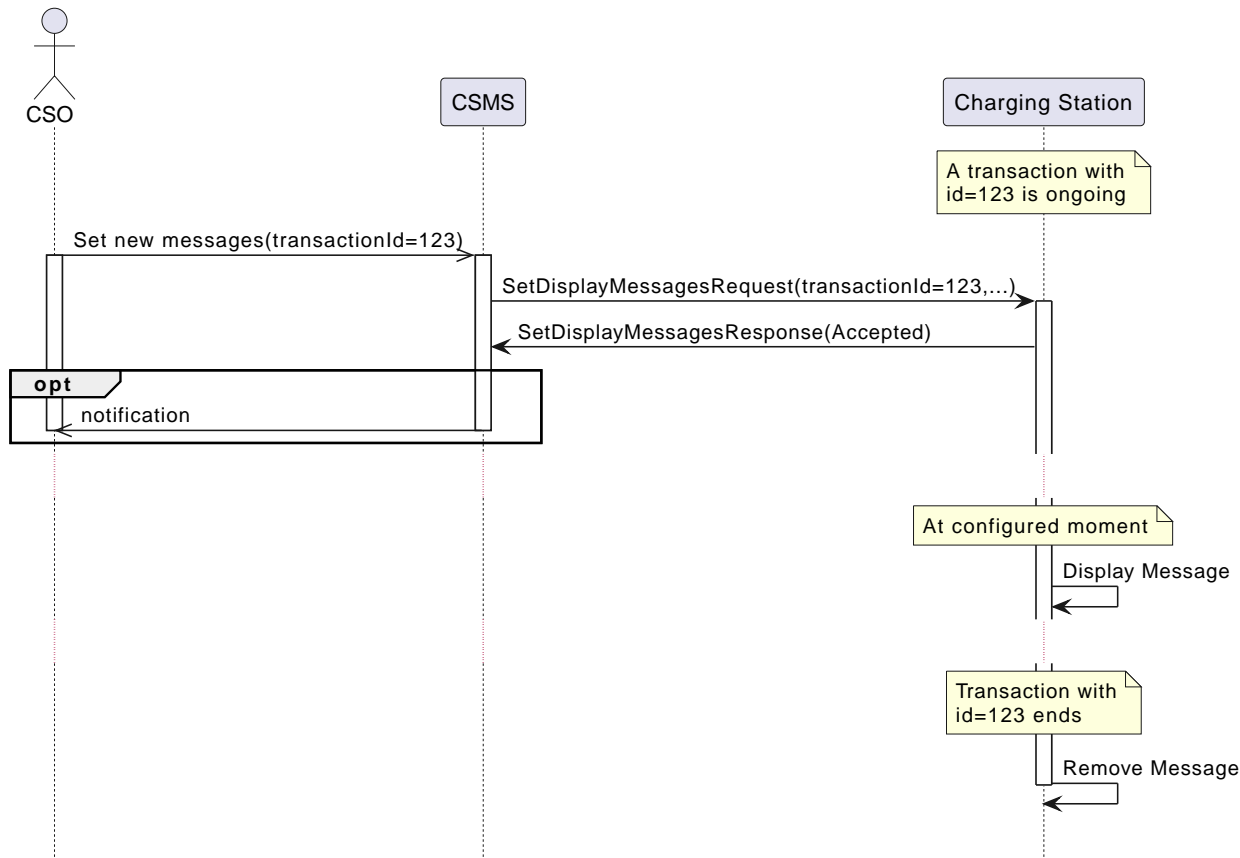 CSO
CSMS
Charging Station
A transaction with
id=123 is ongoing
Set new messages(transactionId=123)
SetDisplayMessagesRequest(transactionId=123,...)
SetDisplayMessagesResponse(Accepted)
opt
notification
At configured moment
Display Message
Transaction with
id=123 ends
Remove Message